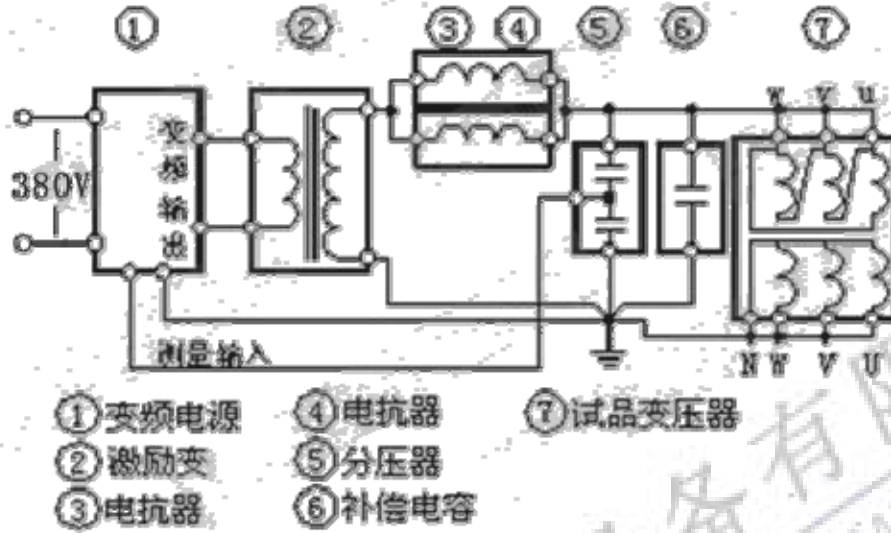 ① ② ③ ④ ⑤ ⑥ ⑦
W V U
变频输出
380V
测量输入
N W V U
①变频电源 ④电抗器 ⑦试品变压器
②激励变 ⑤分压器
③电抗器 ⑥补偿电容
备有